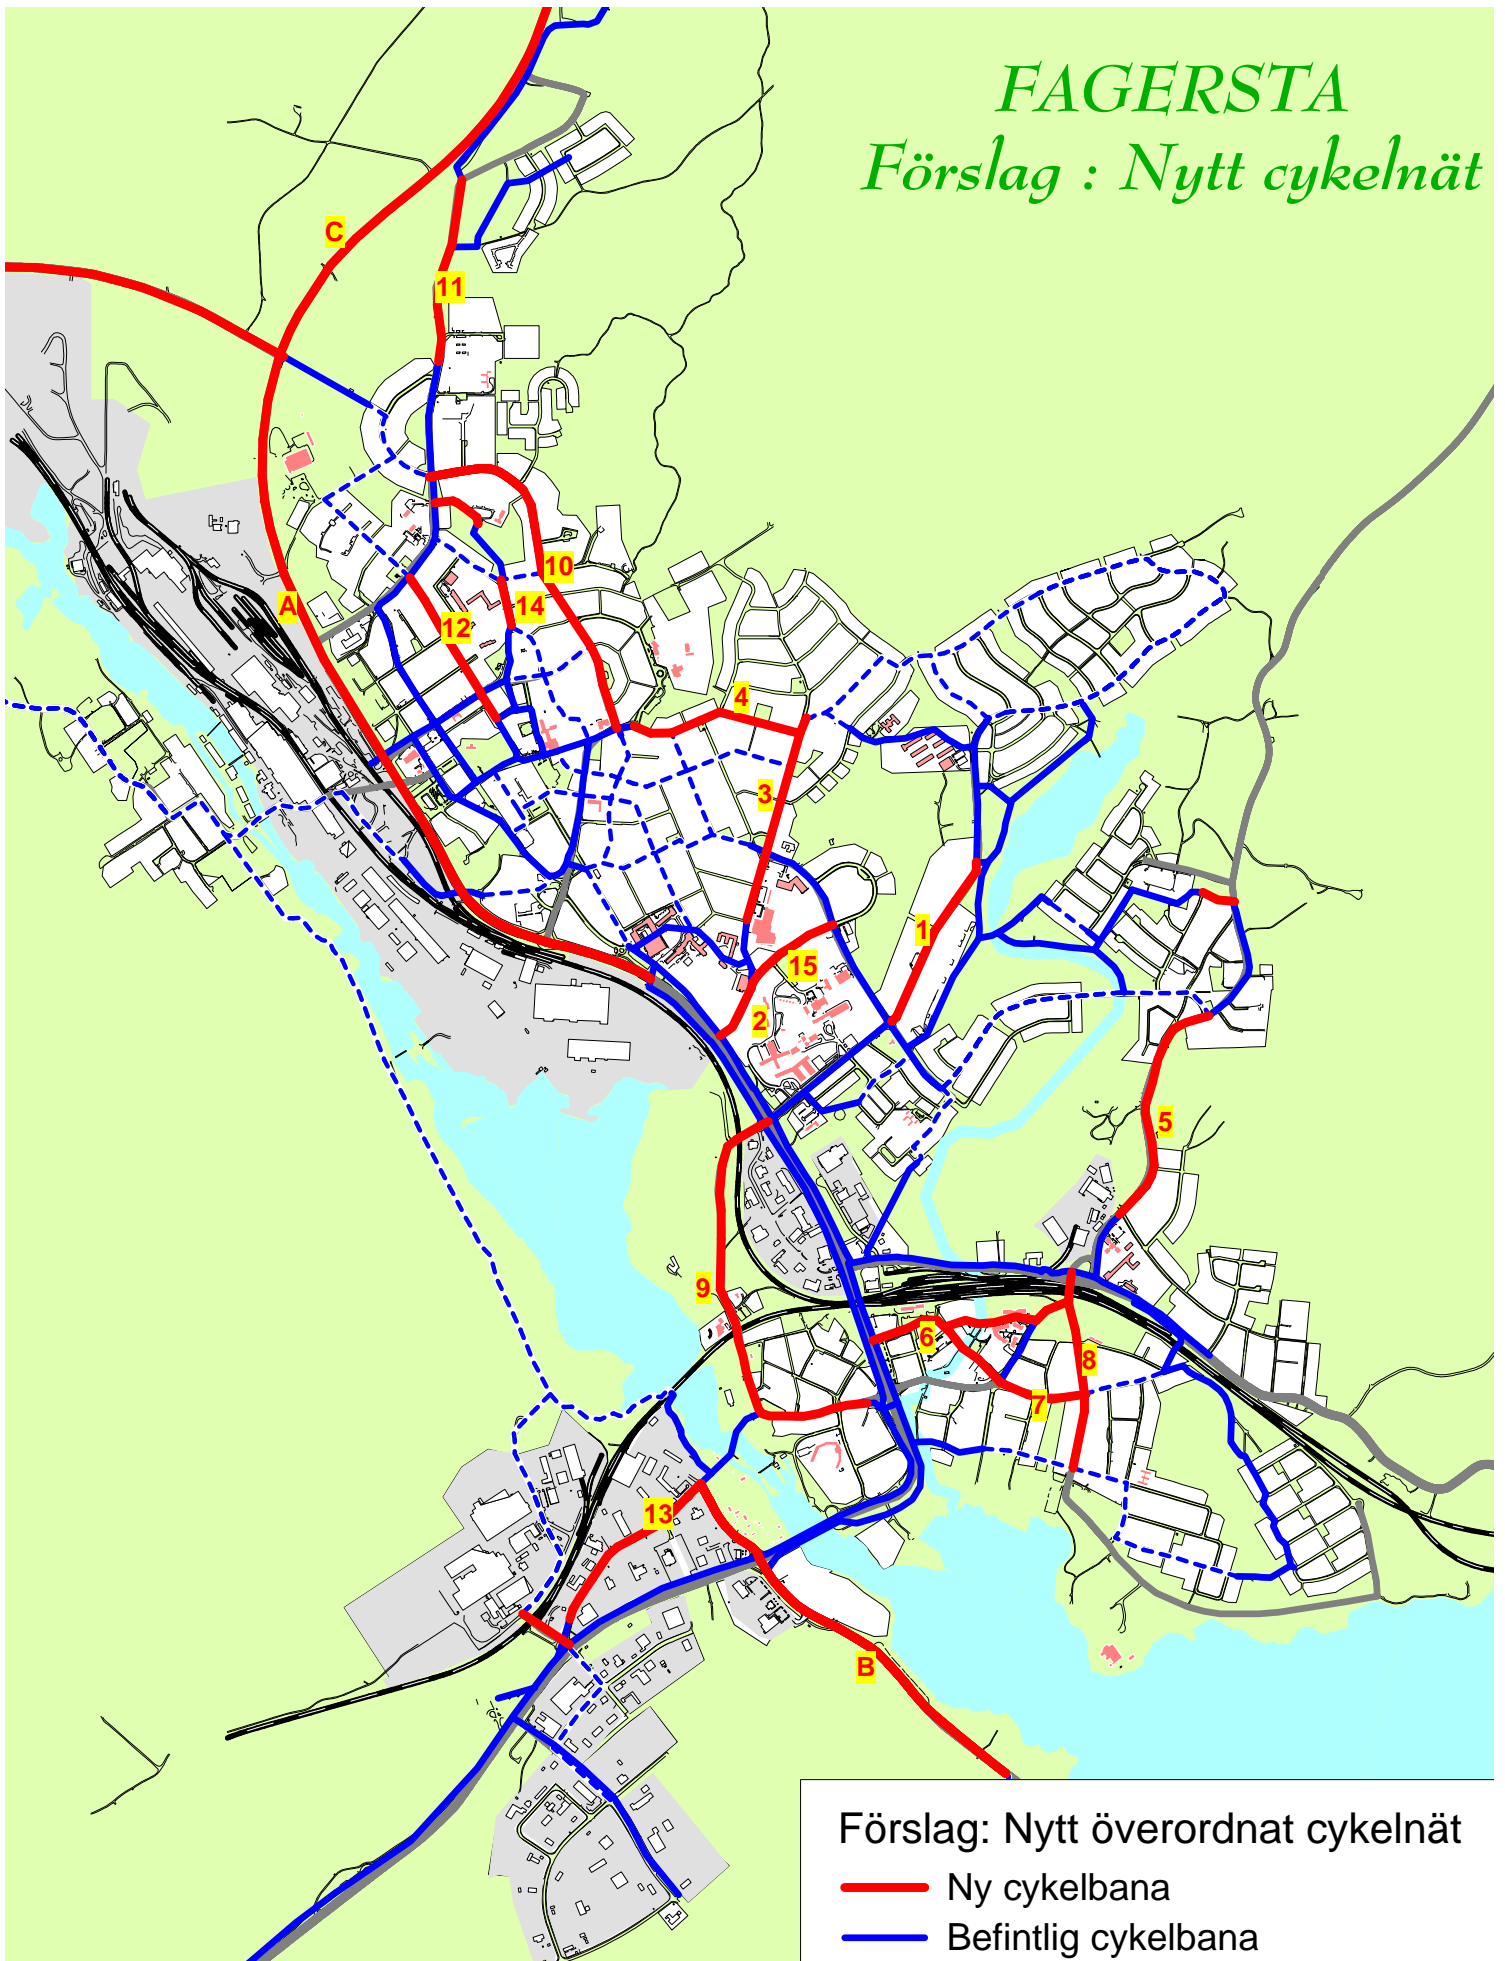 FAGERSTA
Förslag : Nytt cykelnät
C
11
A
10
14
12
4
3
1
15
2
5
9
6
8
7
13
B
Förslag: Nytt överordnat cykelnät
Ny cykelbana
Befintlig cykelbana